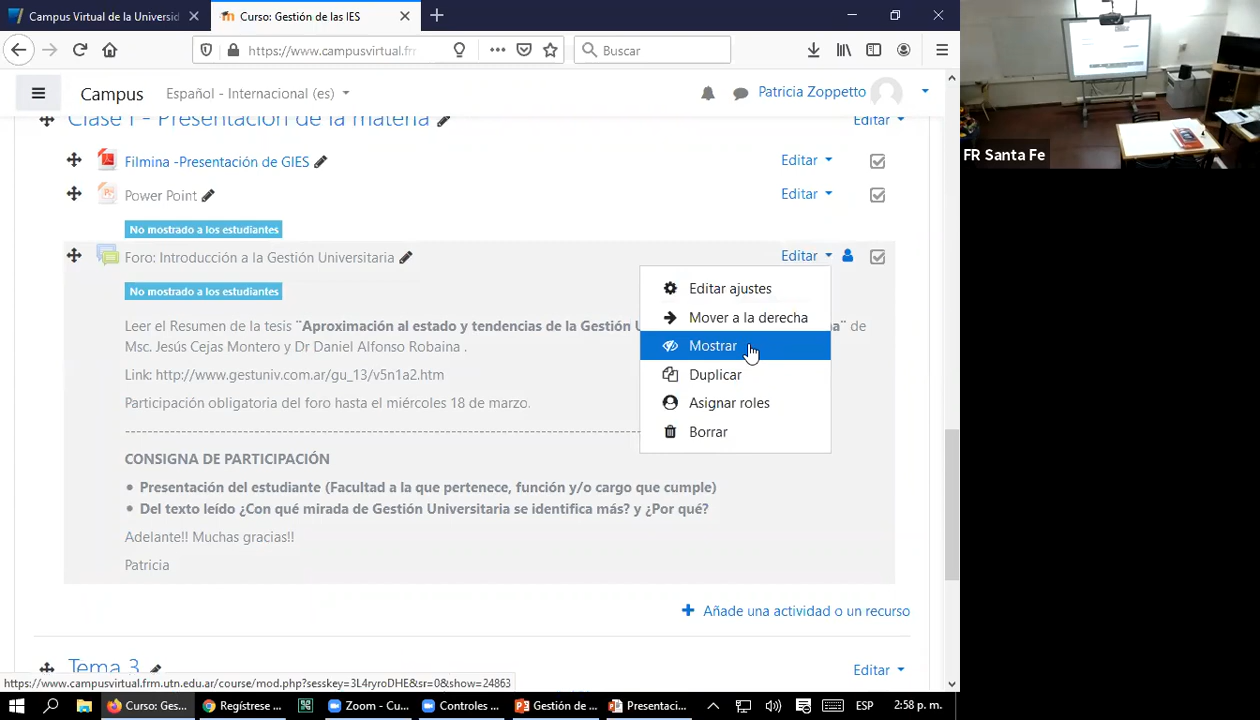 Campus Virtual de la Universid
Curso: Gestión de las IES
https://www.campusvirtual.fr
Buscar
Campus
Español - Internacional (es)
Patricia Zoppetto
FR Santa Fe
Clase I - Presentación de la materia
Editar
Filmina -Presentación de GIES
Editar
Power Point
Editar
No mostrado a los estudiantes
Foro: Introducción a la Gestión Universitaria
Editar
No mostrado a los estudiantes
Editar ajustes
Mover a la derecha
Mostrar
Duplicar
Asignar roles
Borrar
Leer el Resumen de la tesis ¨Aproximación al estado y tendencias de la Gestión U a¨ de
Msc. Jesús Cejas Montero y Dr Daniel Alfonso Robaina .
Link: http://www.gestuniv.com.ar/gu_13/v5n1a2.htm
Participación obligatoria del foro hasta el miércoles 18 de marzo.
CONSIGNA DE PARTICIPACIÓN
• Presentación del estudiante (Facultad a la que pertenece, función y/o cargo que cumple)
• Del texto leído ¿Con qué mirada de Gestión Universitaria se identifica más? y ¿Por qué?
Adelante!! Muchas gracias!!
Patricia
Añade una actividad o un recurso
Tema 3
Editar
https://www.campusvirtual.frm.utn.edu.ar/course/mod.php?sesskey=3L4ryroDHE&sr=0&show=24863
Curso: Ges...
Regístrese ...
Zoom - Cu...
Controles ...
Gestión de ...
Presentaci...
ESP
2:58 p. m.